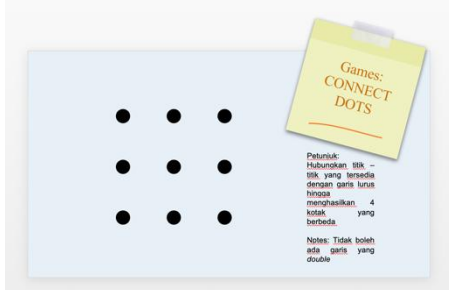 Games:
CONNECT
DOTS
Petunjuk:
Hubungkan titik –
titik yang tersedia
dengan garis lurus
hingga
menghasilkan 4
kotak yang
berbeda
Notes: Tidak boleh
ada garis yang
double